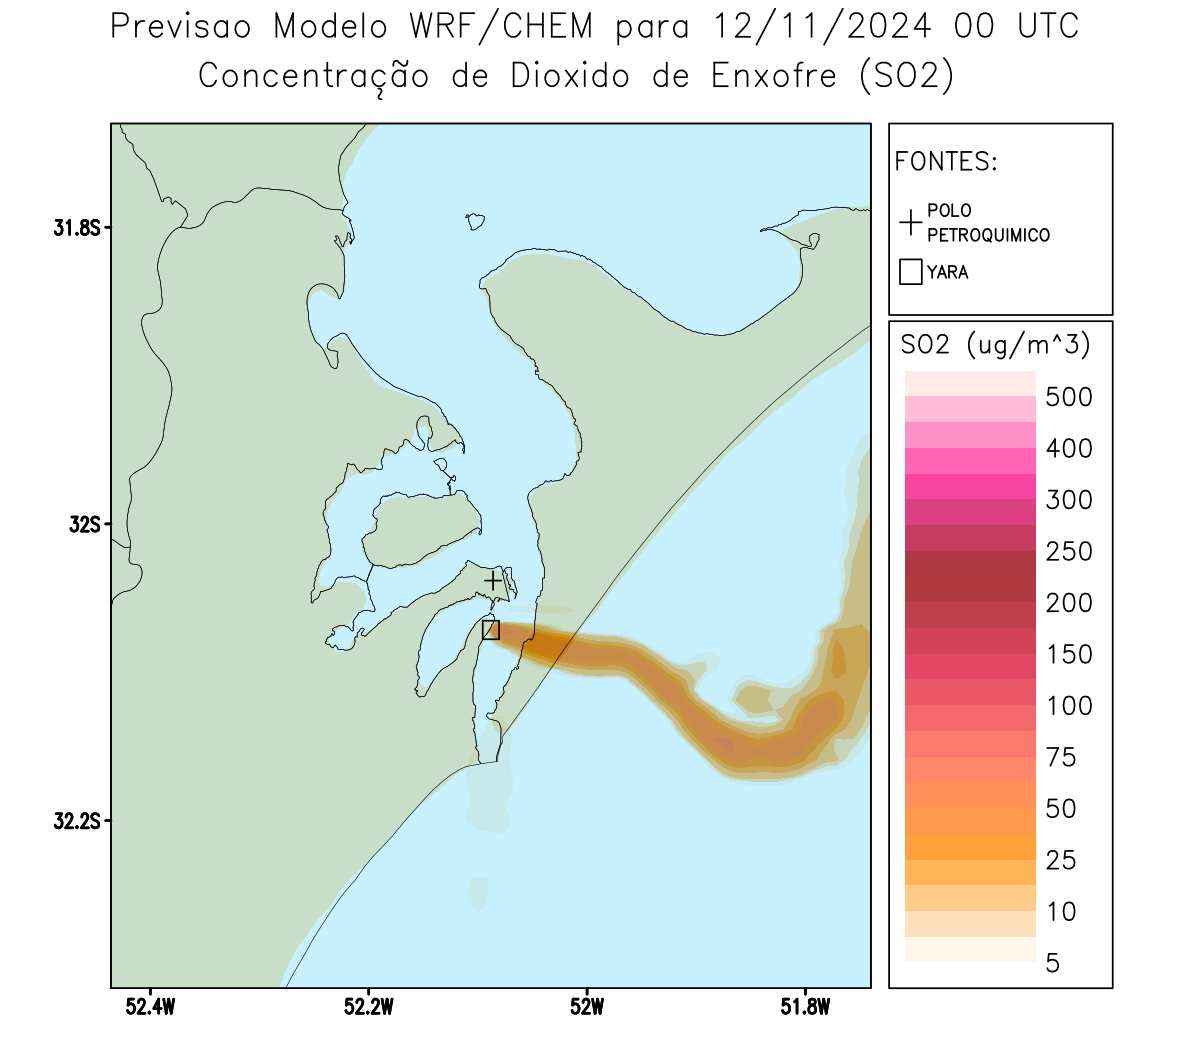 Previsao Modelo WRF/CHEM para 12/11/2024 00 UTC
Concentração de Dioxido de Enxofre (SO2)
FONTES:
POLO
PETROQUIMICO
YARA
SO2 (ug/m^3)
500
400
300
250
200
150
100
75
50
25
10
5
31.8S
32S
32.2S
52.4W
52.2W
52W
51.8W